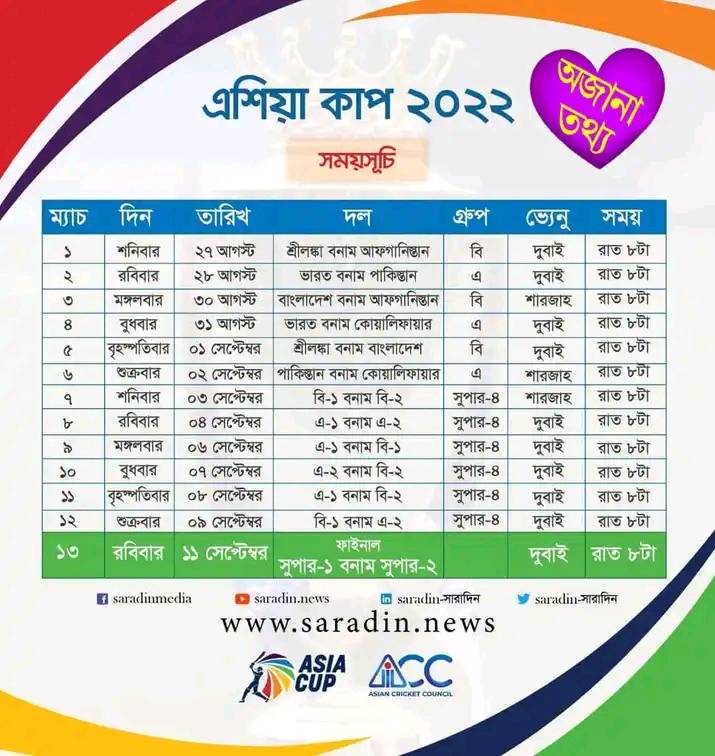 এশিয়া কাপ ২০২২
অজানা
তথ্য
সময়সূচি
ম্যাচ দিন তারিখ দল গ্রুপ ভ্যেনু সময়
১ শনিবার ২৭ আগস্ট শ্রীলঙ্কা বনাম আফগানিস্তান বি দুবাই রাত ৮টা
২ রবিবার ২৮ আগস্ট ভারত বনাম পাকিস্তান এ দুবাই রাত ৮টা
৩ মঙ্গলবার ৩০ আগস্ট বাংলাদেশ বনাম আফগানিস্তান বি শারজাহ রাত ৮টা
৪ বুধবার ৩১ আগস্ট ভারত বনাম কোয়ালিফায়ার এ দুবাই রাত ৮টা
৫ বৃহস্পতিবার ০১ সেপ্টেম্বর শ্রীলঙ্কা বনাম বাংলাদেশ বি দুবাই রাত ৮টা
৬ শুক্রবার ০২ সেপ্টেম্বর পাকিস্তান বনাম কোয়ালিফায়ার এ শারজাহ রাত ৮টা
৭ শনিবার ০৩ সেপ্টেম্বর বি-১ বনাম বি-২ সুপার-৪ শারজাহ রাত ৮টা
৮ রবিবার ০৪ সেপ্টেম্বর এ-১ বনাম এ-২ সুপার-৪ দুবাই রাত ৮টা
৯ মঙ্গলবার ০৬ সেপ্টেম্বর এ-১ বনাম বি-১ সুপার-৪ দুবাই রাত ৮টা
১০ বুধবার ০৭ সেপ্টেম্বর এ-২ বনাম বি-২ সুপার-৪ দুবাই রাত ৮টা
১১ বৃহস্পতিবার ০৮ সেপ্টেম্বর এ-১ বনাম বি-২ সুপার-৪ দুবাই রাত ৮টা
১২ শুক্রবার ০৯ সেপ্টেম্বর বি-১ বনাম এ-২ সুপার-৪ দুবাই রাত ৮টা
১৩ রবিবার ১১ সেপ্টেম্বর ফাইনাল দুবাই রাত ৮টা
সুপার-১ বনাম সুপার-২
saradinmedia saradin.news saradin-সারাদিন saradin-সারাদিন
www.saradin.news
ASIA
CUP
ACC
ASIAN CRICKET COUNCIL